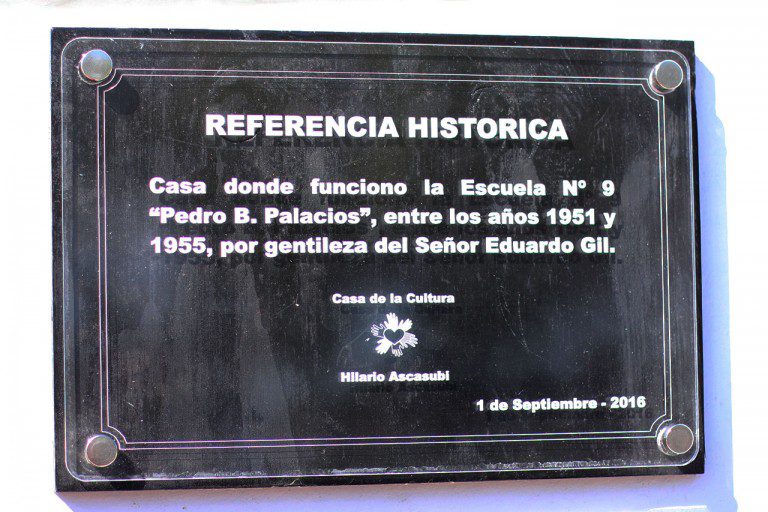 REFERENCIA HISTORICA
Casa donde funciono la Escuela Nº 9
“Pedro B. Palacios”, entre los años 1951 y
1955, por gentileza del Señor Eduardo Gil.
Casa de la Cultura
Hilario Ascasubi
1 de Septiembre - 2016